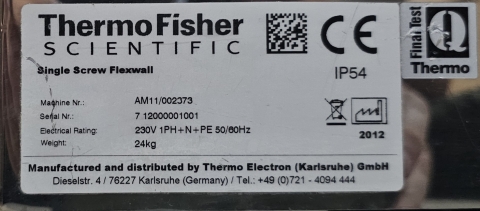 ThermoFisher
SCIENTIFIC
Single Screw Flexwall
Machine Nr.: AM11/002373
Serial Nr.: 7 12000001001
Electrical Rating: 230V 1PH+N+PE 50/60Hz
Weight: 24kg
CE
IP54
2012
Manufactured and distributed by Thermo Electron (Karlsruhe) GmbH
Dieselstr. 4 / 76227 Karlsruhe (Germany) / Tel.: +49 (0)721 - 4094 444
Final Test
Q
Thermo